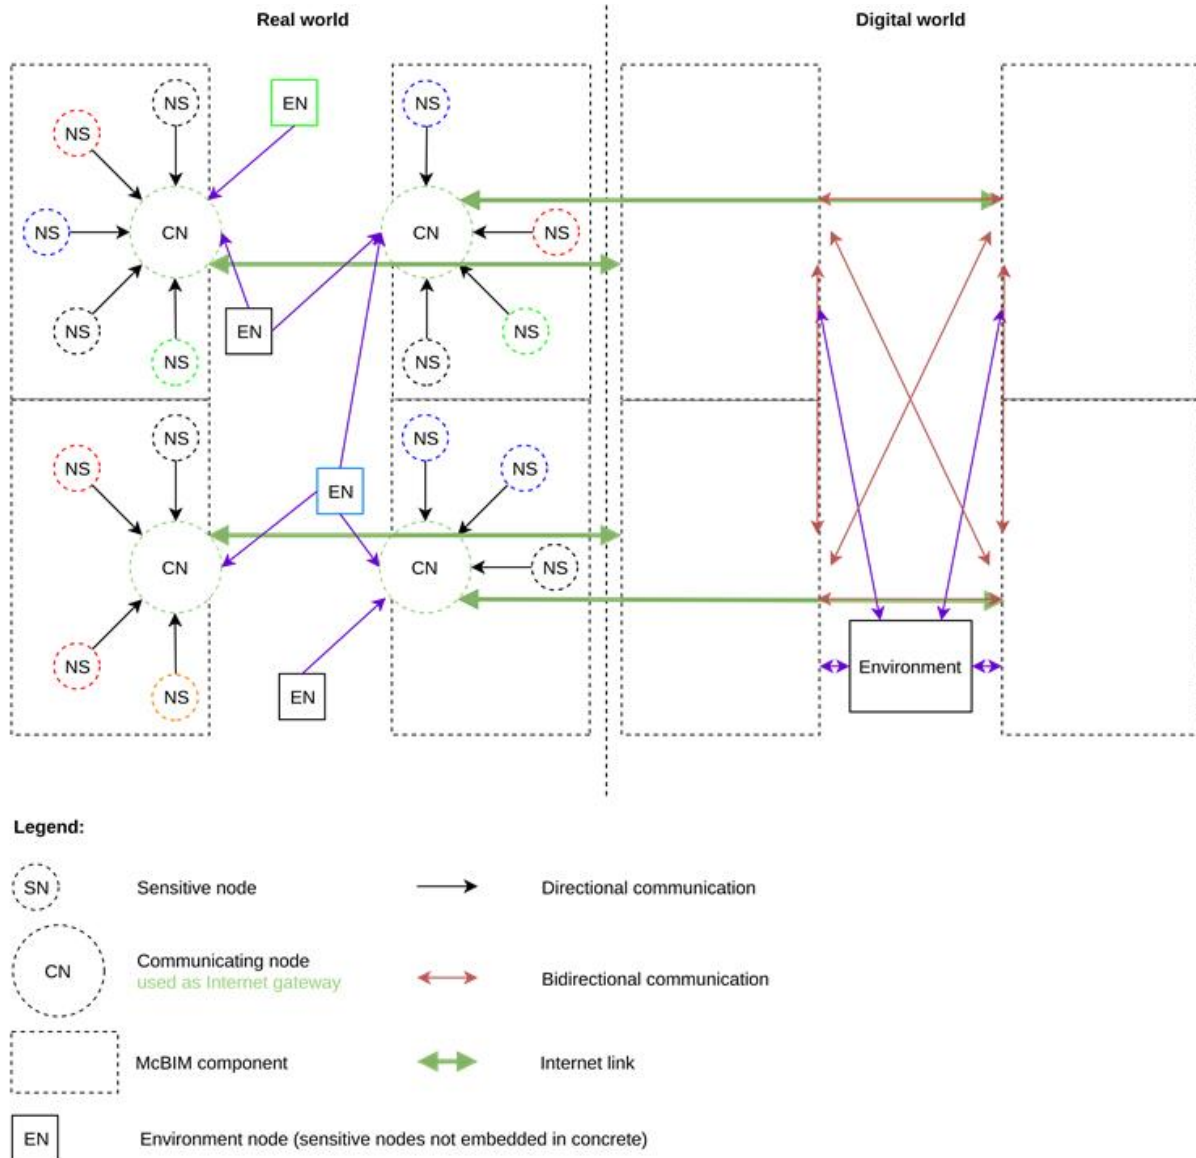 Real world
Digital world
NS
EN
NS
NS
NS
CN
CN
NS
NS
NS
EN
NS
NS
NS
NS
NS
NS
NS
NS
EN
CN
CN
NS
NS
NS
EN
Environment
Legend:
SN Sensitive node
Directional communication
CN
Communicating node
used as Internet gateway
Bidirectional communication
McBIM component
Internet link
EN Environment node (sensitive nodes not embedded in concrete)